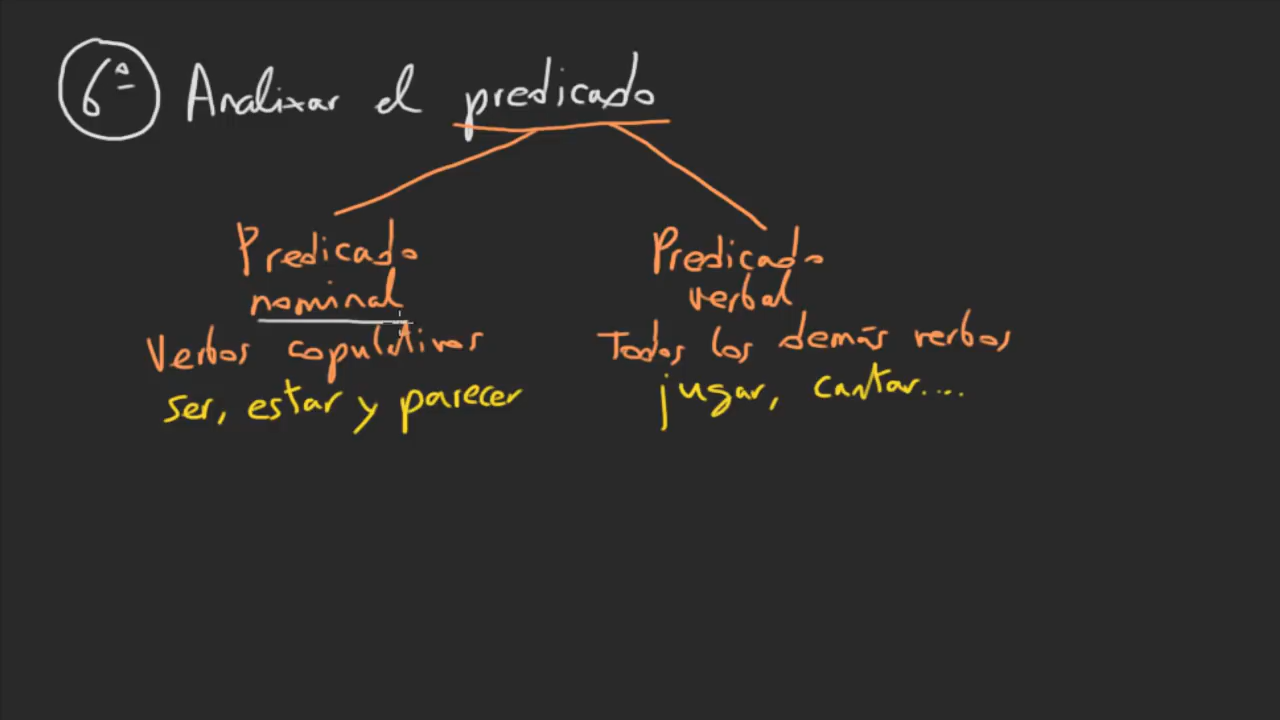 6ª Analizar el predicado
Predicado
nominal
Verbos copulativos
ser, estar y parecer
Predicado
verbal
Todos los demás verbos
jugar, cantar....